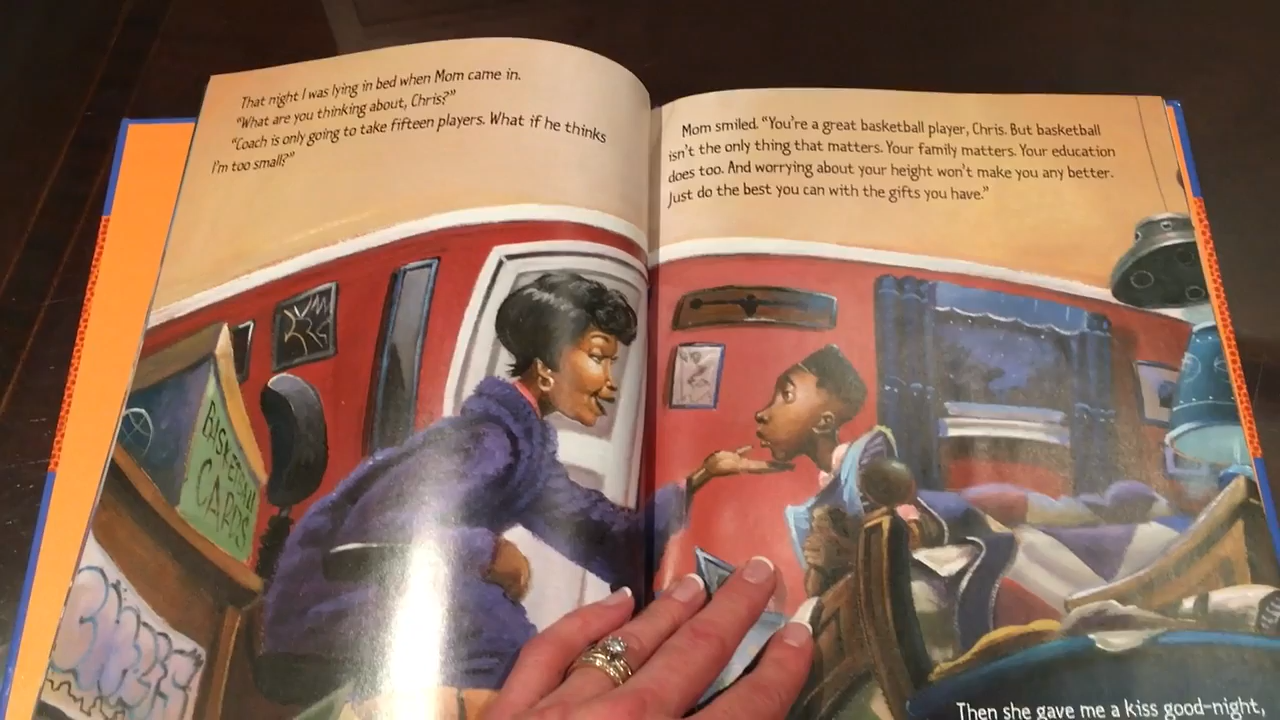 That night I was lying in bed when Mom came in.
"What are you thinking about, Chris?"
"Coach is only going to take fifteen players. What if he thinks
I'm too small?"
Mom smiled. "You're a great basketball player, Chris. But basketball
isn't the only thing that matters. Your family matters. Your education
does too. And worrying about your height won't make you any better.
Just do the best you can with the gifts you have."
BASKETBALL
CARDS
CHRIS
Then she gave me a kiss good-night,